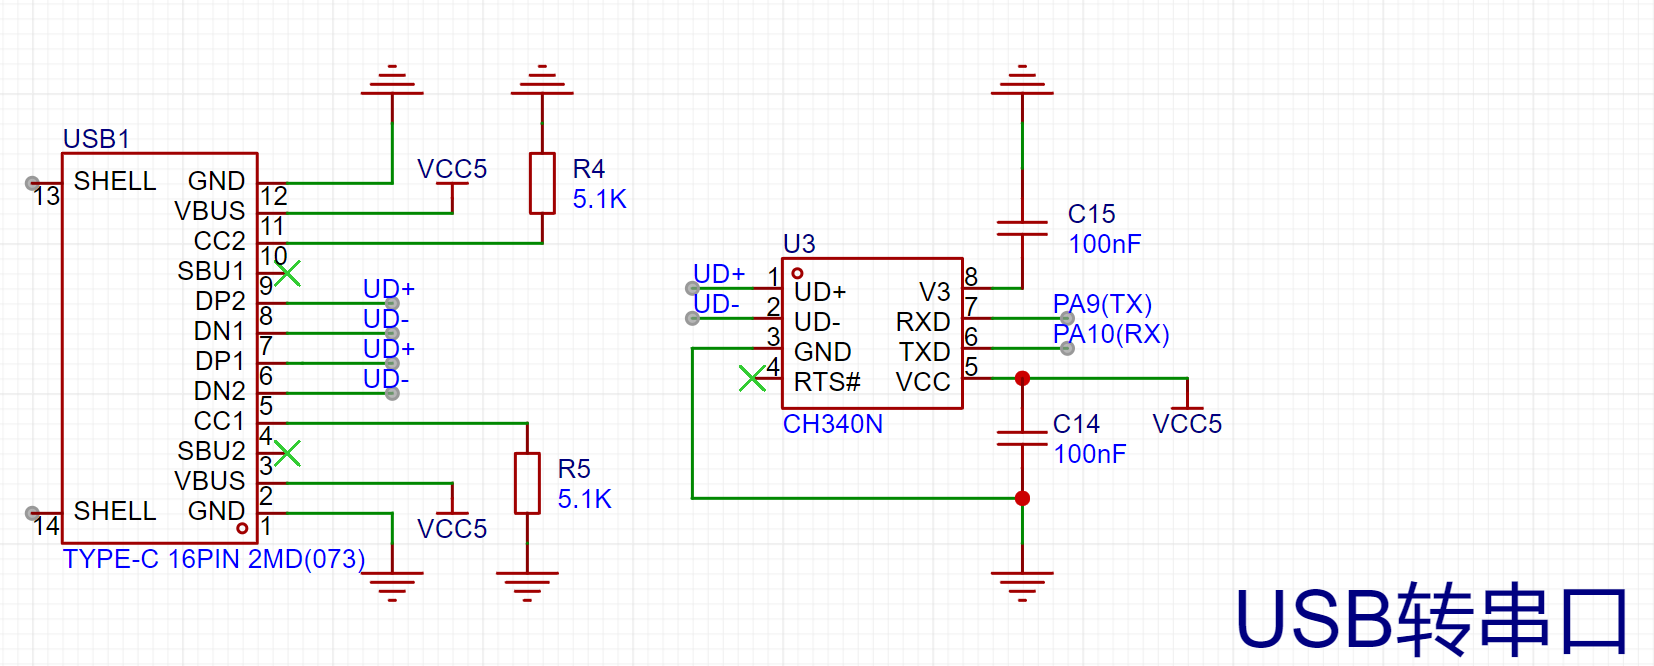 USB1
SHELL
13
GND
12
VBUS
11
CC2
10
SBU1
9
DP2
8
DN1
7
DP1
6
DN2
5
CC1
4
SBU2
3
VBUS
2
SHELL
14
GND
1
TYPE-C 16PIN 2MD(073)
VCC5
R4
5.1K
UD+
UD-
UD+
UD-
R5
5.1K
VCC5
U3
UD+
1
UD+
UD-
2
UD-
3
GND
4
RTS#
V3
8
RXD
7
PA9(TX)
TXD
6
PA10(RX)
VCC
5
CH340N
C15
100nF
C14
100nF
VCC5
USB转串口